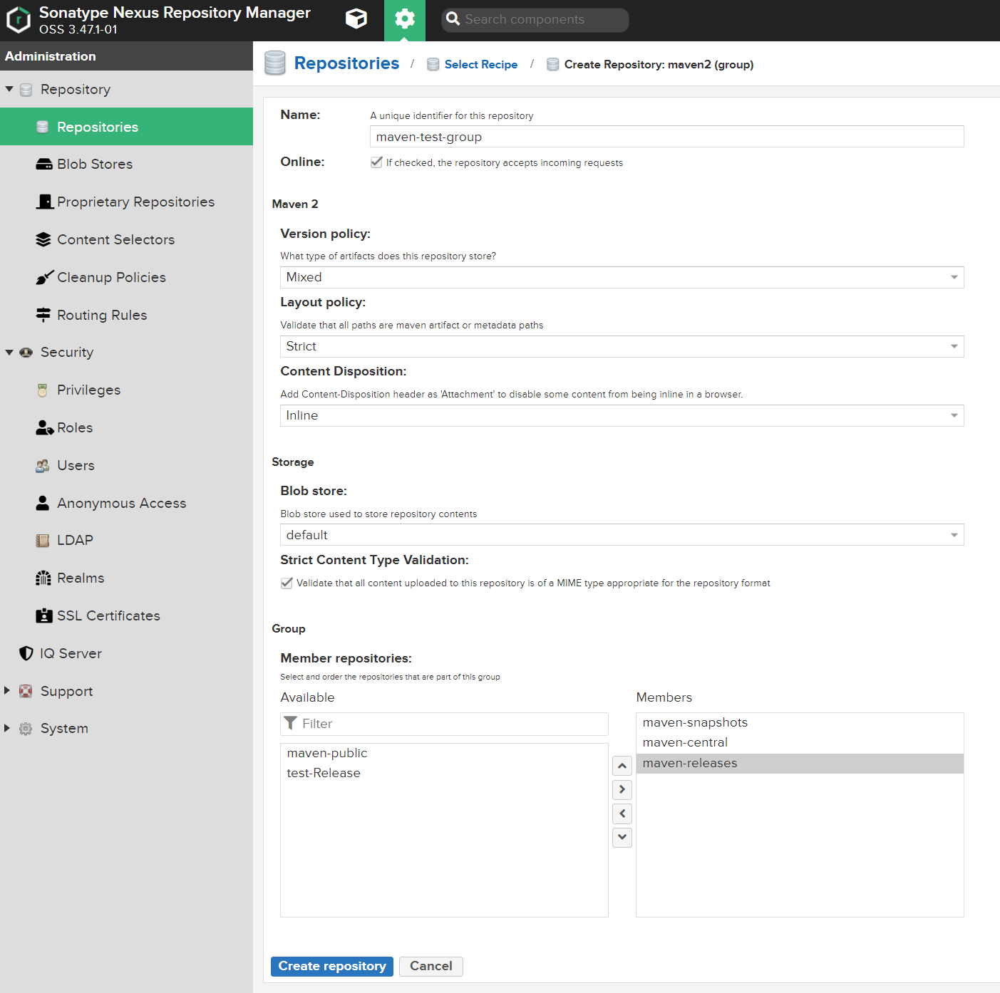 Sonatype Nexus Repository Manager
OSS 3.47.1-01
Search components
Administration
Repository
Repositories
Blob Stores
Proprietary Repositories
Content Selectors
Cleanup Policies
Routing Rules
Security
Privileges
Roles
Users
Anonymous Access
LDAP
Realms
SSL Certificates
IQ Server
Support
System
Repositories / Select Recipe / Create Repository: maven2 (group)
Name: A unique identifier for this repository
maven-test-group
Online: If checked, the repository accepts incoming requests
Maven 2
Version policy:
What type of artifacts does this repository store?
Mixed
Layout policy:
Validate that all paths are maven artifact or metadata paths
Strict
Content Disposition:
Add Content-Disposition header as 'Attachment' to disable some content from being inline in a browser.
Inline
Storage
Blob store:
Blob store used to store repository contents
default
Strict Content Type Validation:
Validate that all content uploaded to this repository is of a MIME type appropriate for the repository format
Group
Member repositories:
Select and order the repositories that are part of this group
Available
Filter
maven-public
test-Release
Members
maven-snapshots
maven-central
maven-releases
Create repository Cancel